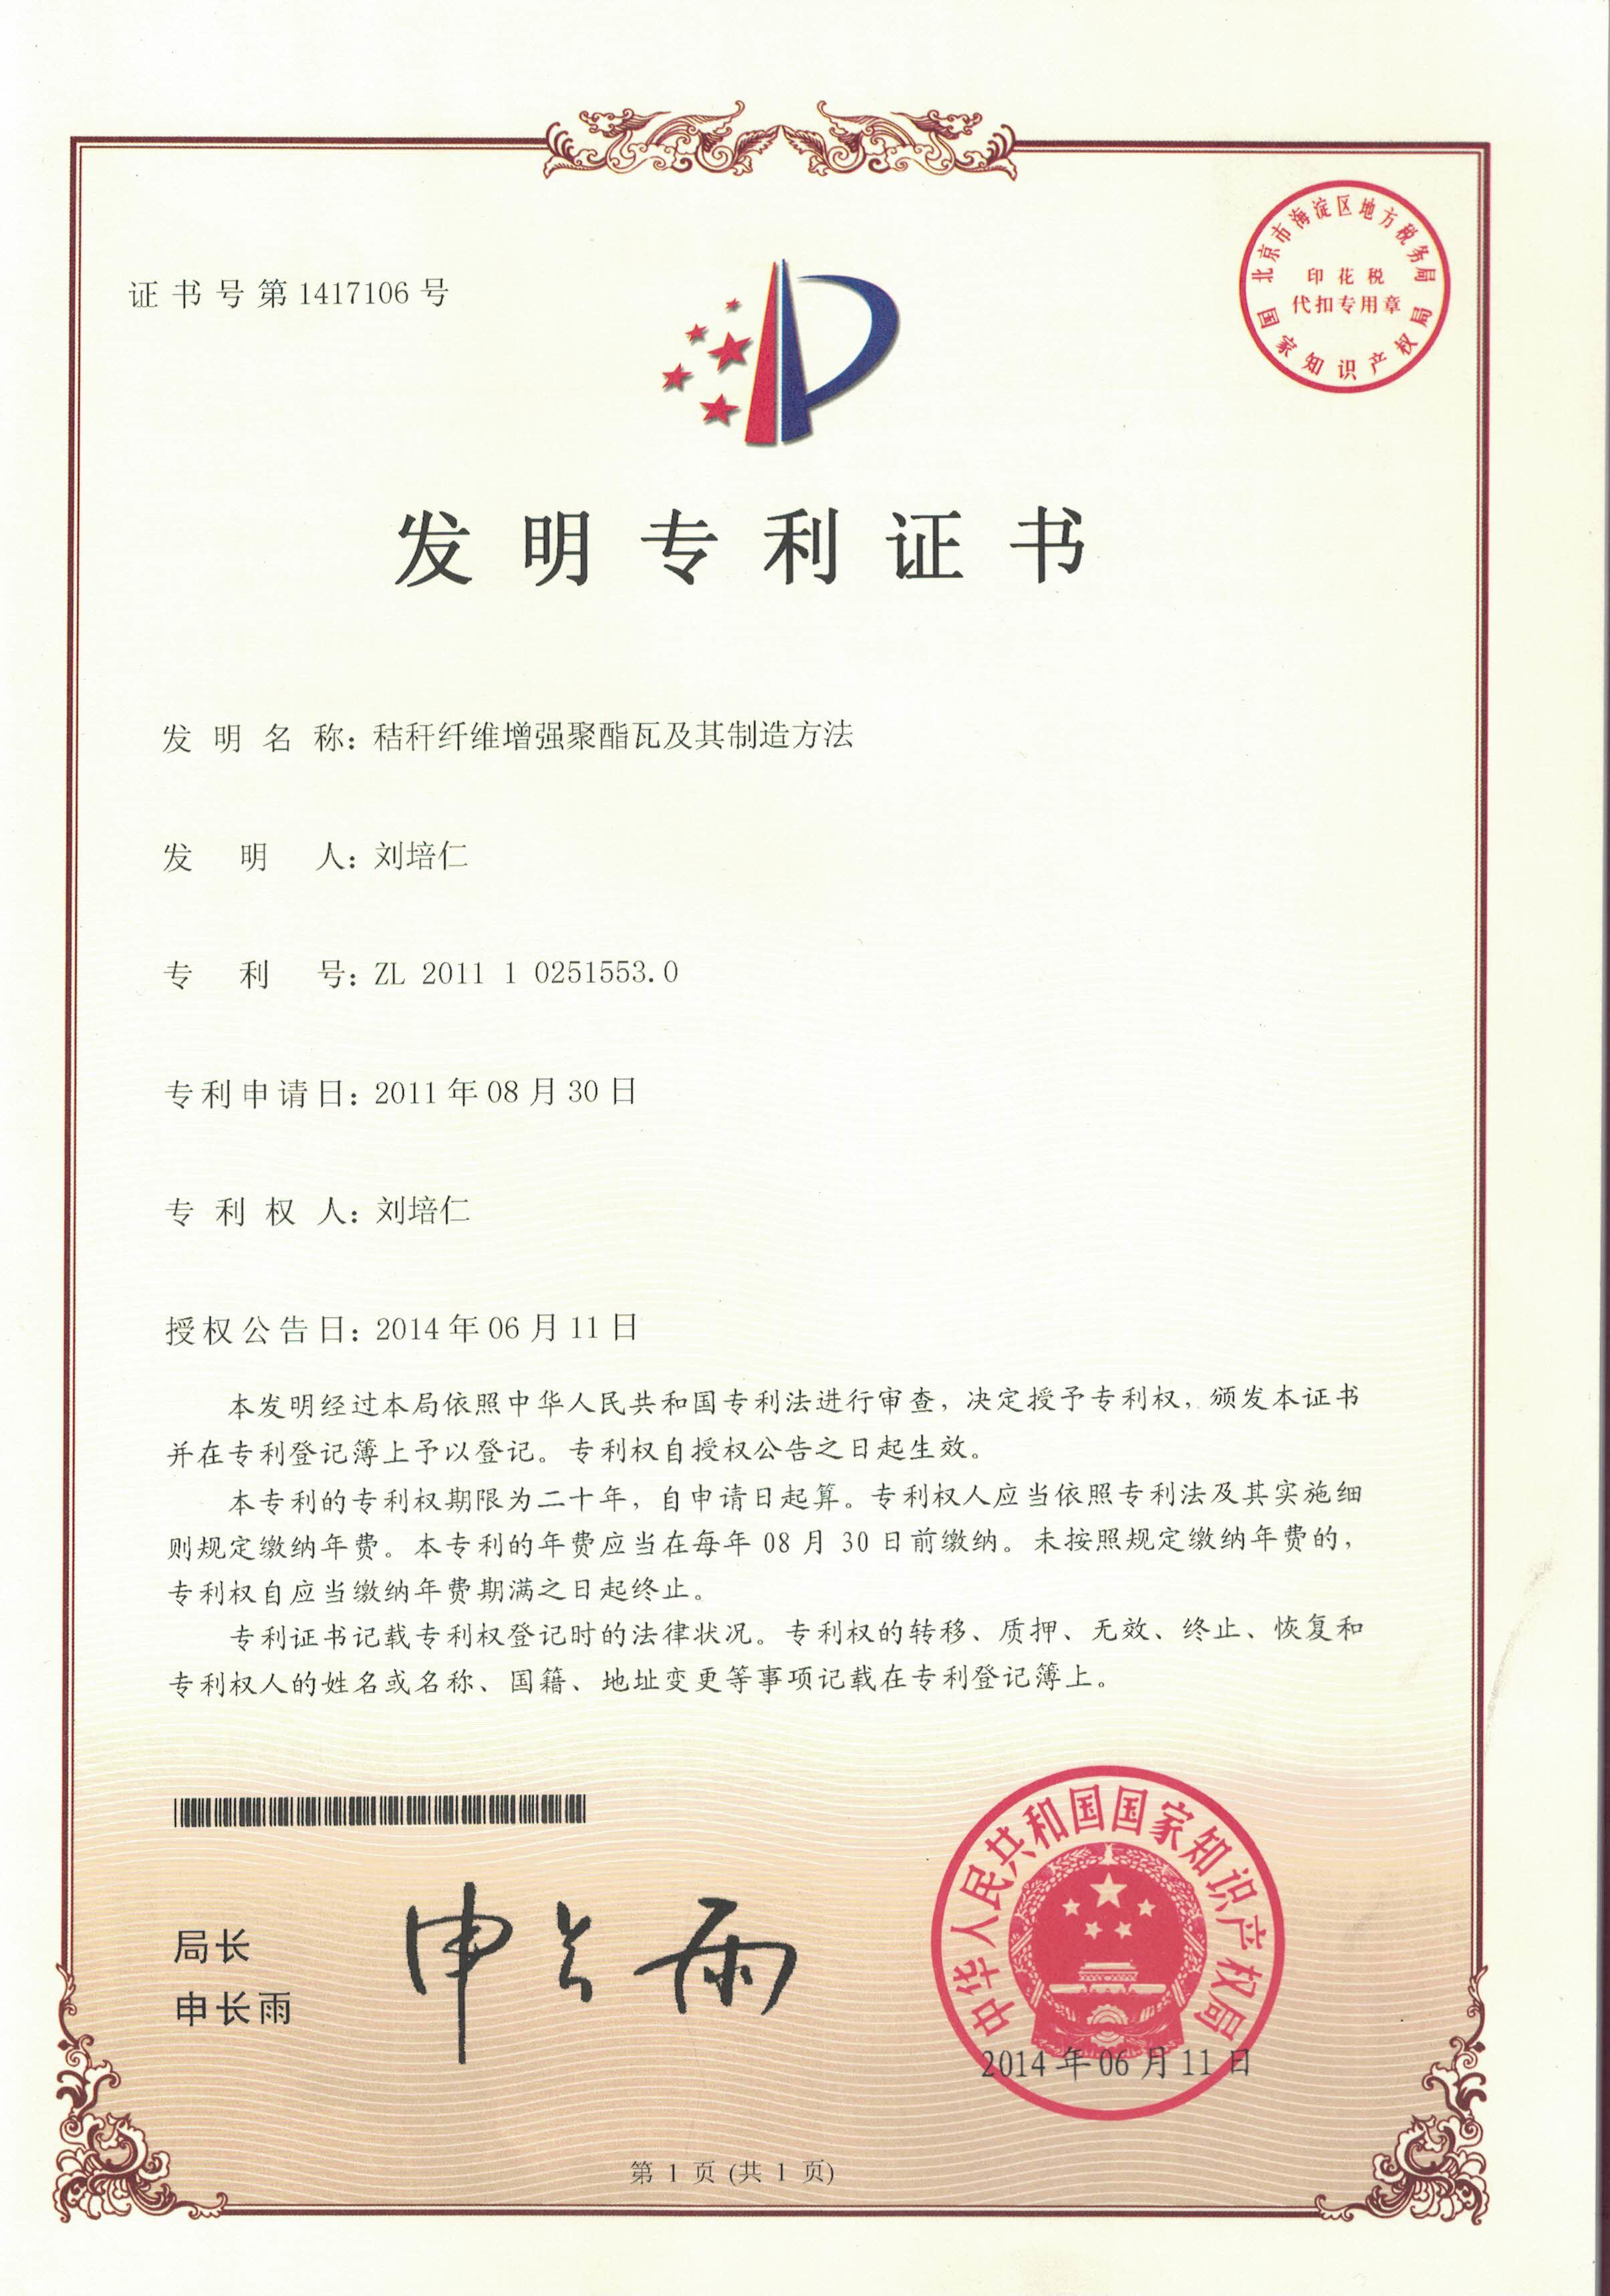 证书号第1417106号
北京市海淀区地方税务局
印花税
代扣专用章
国家知识产权局
发明专利证书
发明名称：秸秆纤维增强聚酯瓦及其制造方法
发明人：刘培仁
专利号：ZL 2011 1 0251553.0
专利申请日：2011年08月30日
专利权人：刘培仁
授权公告日：2014年06月11日
本发明经过本局依照中华人民共和国专利法进行审查，决定授予专利权，颁发本证书
并在专利登记簿上予以登记。专利权自授权公告之日起生效。
本专利的专利权期限为二十年，自申请日起算。专利权人应当依照专利法及其实施细
则规定缴纳年费。本专利的年费应当在每年 08 月 30 日前缴纳。未按照规定缴纳年费的，
专利权自应当缴纳年费期满之日起终止。
专利证书记载专利权登记时的法律状况。专利权的转移、质押、无效、终止、恢复和
专利权人的姓名或名称、国籍、地址变更等事项记载在专利登记簿上。
局长
申长雨
申长雨
中华人民共和国国家知识产权局
2014年06月11日
第 1 页 (共 1 页)